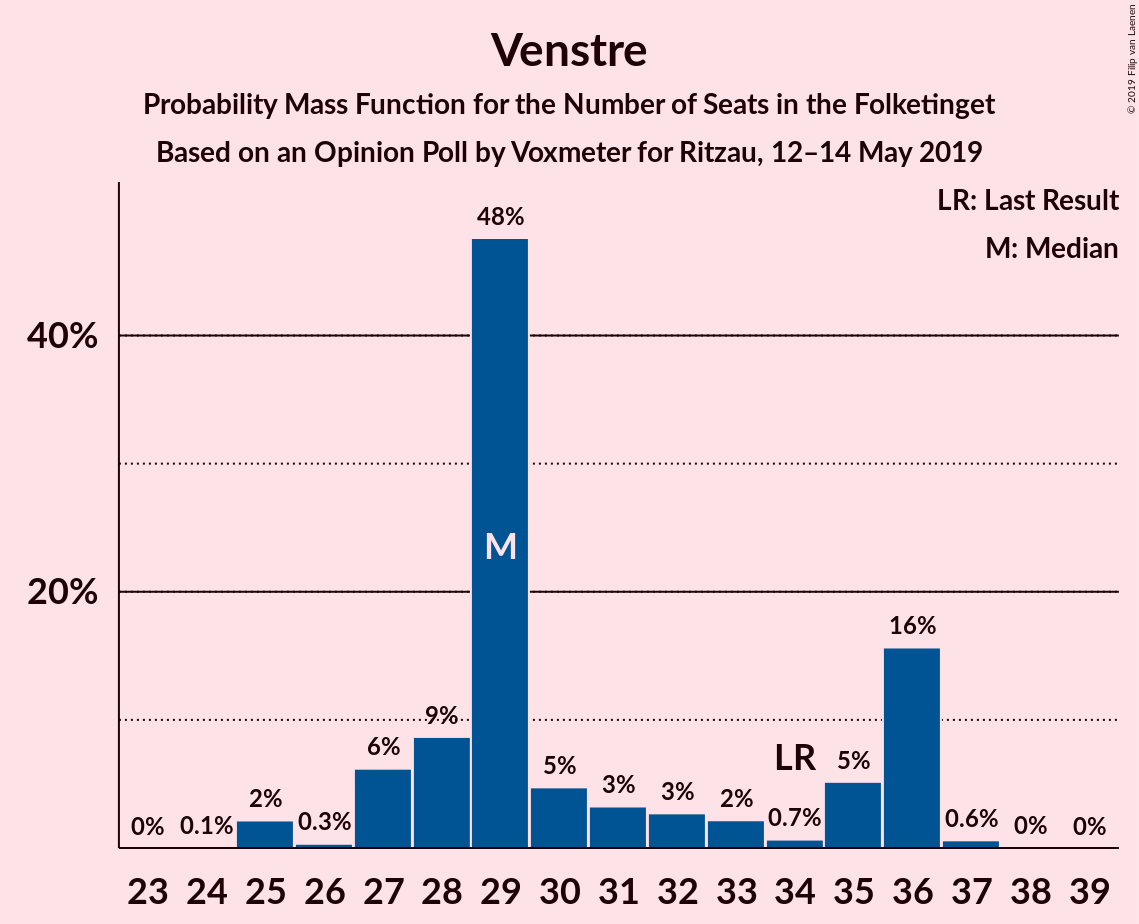 Venstre
Probability Mass Function for the Number of Seats in the Folketinget
Based on an Opinion Poll by Voxmeter for Ritzau, 12–14 May 2019
© 2019 Filip van Laenen
LR: Last Result
M: Median
48%
40%
M
20%
16%
9%
6%
LR
5%
5%
3%
3%
2%
2%
0.7%
0.6%
0.3%
0.1%
0%
0%
0%
23 24 25 26 27 28 29 30 31 32 33 34 35 36 37 38 39